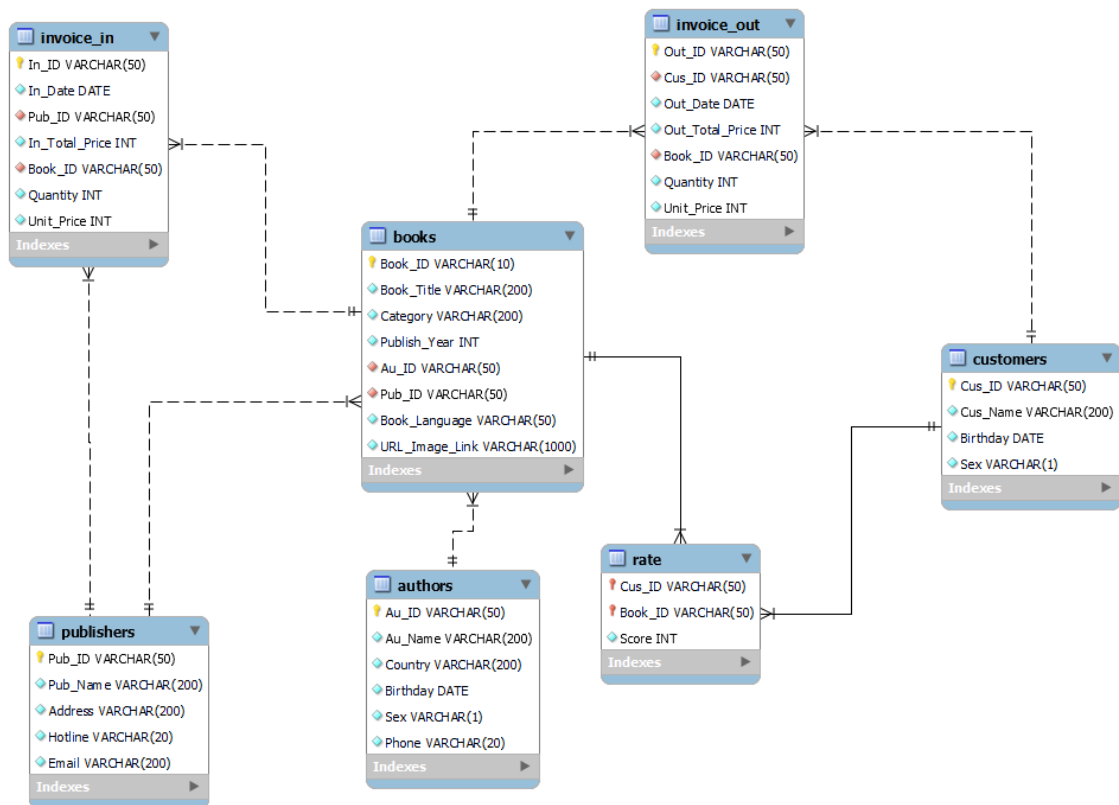 invoice_in
In_ID VARCHAR(50)
In_Date DATE
Pub_ID VARCHAR(50)
In_Total_Price INT
Book_ID VARCHAR(50)
Quantity INT
Unit_Price INT
Indexes
invoice_out
Out_ID VARCHAR(50)
Cus_ID VARCHAR(50)
Out_Date DATE
Out_Total_Price INT
Book_ID VARCHAR(50)
Quantity INT
Unit_Price INT
Indexes
books
Book_ID VARCHAR(10)
Book_Title VARCHAR(200)
Category VARCHAR(200)
Publish_Year INT
Au_ID VARCHAR(50)
Pub_ID VARCHAR(50)
Book_Language VARCHAR(50)
URL_Image_Link VARCHAR(1000)
Indexes
customers
Cus_ID VARCHAR(50)
Cus_Name VARCHAR(200)
Birthday DATE
Sex VARCHAR(1)
Indexes
rate
Cus_ID VARCHAR(50)
Book_ID VARCHAR(50)
Score INT
Indexes
authors
Au_ID VARCHAR(50)
Au_Name VARCHAR(200)
Country VARCHAR(200)
Birthday DATE
Sex VARCHAR(1)
Phone VARCHAR(20)
Indexes
publishers
Pub_ID VARCHAR(50)
Pub_Name VARCHAR(200)
Address VARCHAR(200)
Hotline VARCHAR(20)
Email VARCHAR(200)
Indexes